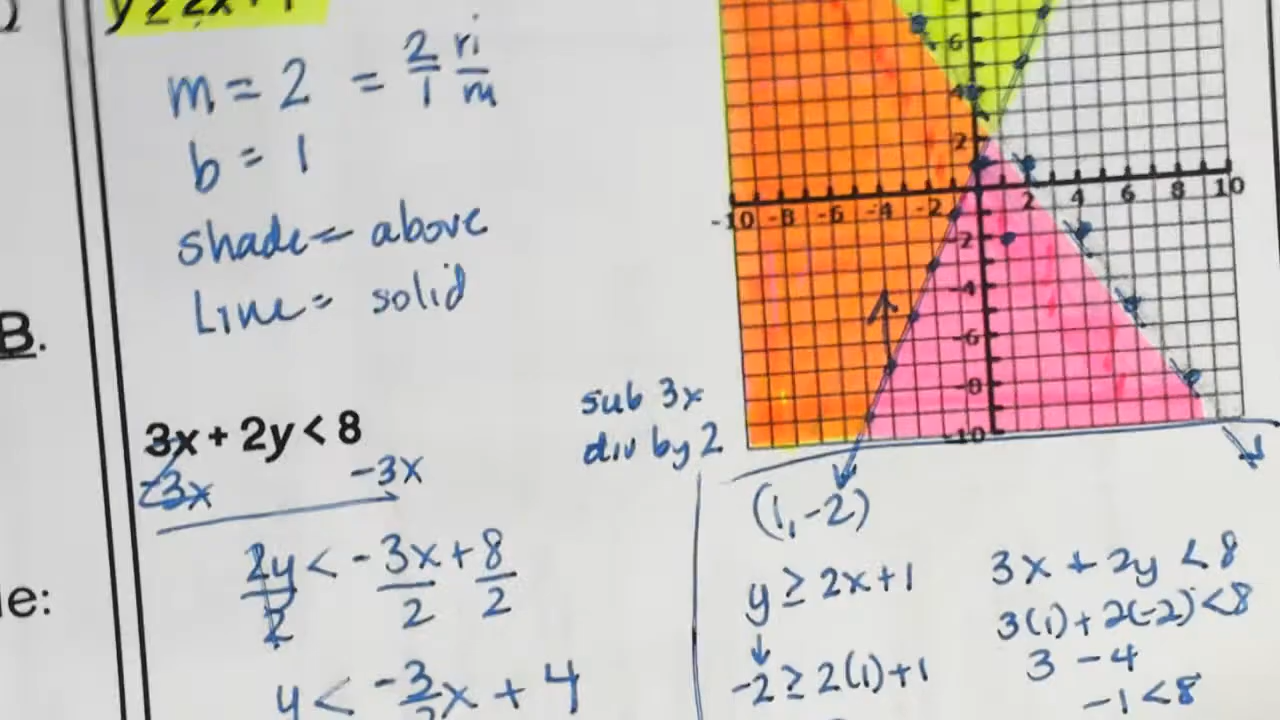 y ≥ 2x + 1
m = 2 = 2/1 ri/m
b = 1
shade = above
Line = solid
B.
3x + 2y < 8
-3x -3x
sub 3x
div by 2
2y/2 < -3x/2 + 8/2
y < -3/2x + 4
le:
6
4
2
-10 -8 -6 -4 -2 2 4 6 8 10
-2
-4
-6
-8
-10
(1,-2)
y ≥ 2x+1
-2 ≥ 2(1)+1
3x + 2y < 8
3(1) + 2(-2) < 8
3 -4
-1 < 8